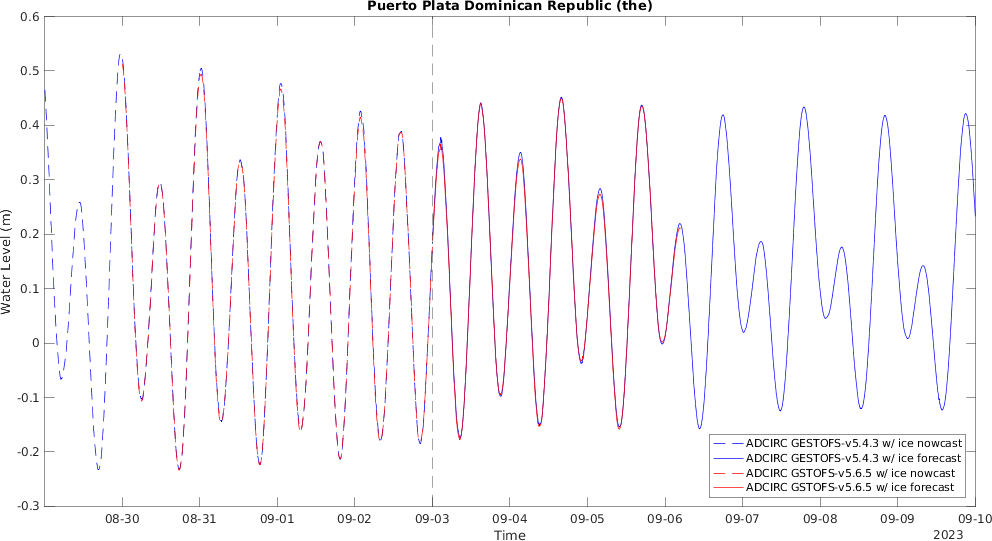 Puerto Plata Dominican Republic (the)
Water Level (m)
0.6
0.5
0.4
0.3
0.2
0.1
0
-0.1
-0.2
-0.3
ADCIRC GESTOFS-v5.4.3 w/ ice nowcast
ADCIRC GESTOFS-v5.4.3 w/ ice forecast
ADCIRC GSTOFS-v5.6.5 w/ ice nowcast
ADCIRC GSTOFS-v5.6.5 w/ ice forecast
08-30 08-31 09-01 09-02 09-03 09-04 09-05 09-06 09-07 09-08 09-09 09-10
Time
2023